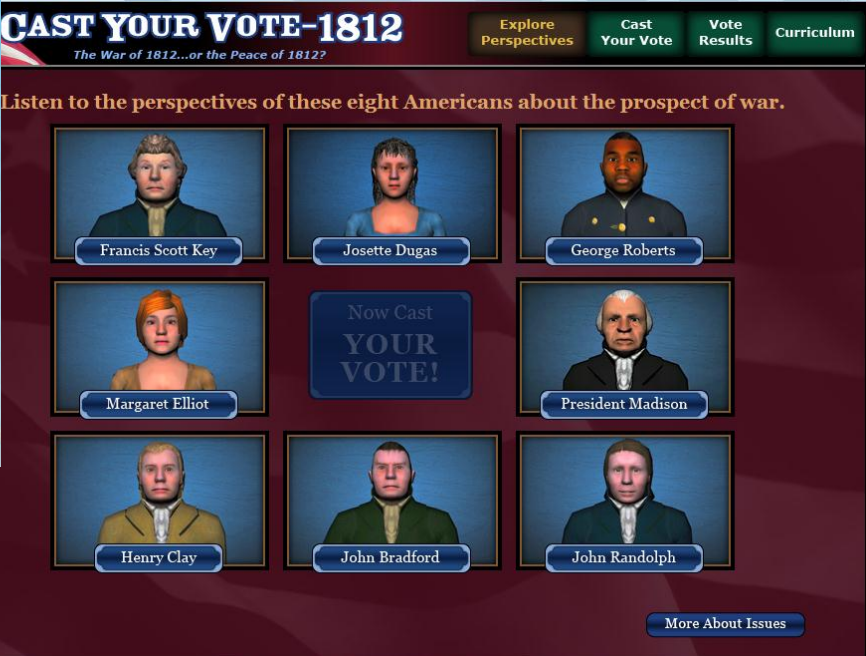 CAST YOUR VOTE-1812
The War of 1812...or the Peace of 1812?
Explore
Perspectives
Cast
Your Vote
Vote
Results
Curriculum
Listen to the perspectives of these eight Americans about the prospect of war.
Francis Scott Key
Josette Dugas
George Roberts
Margaret Elliot
Now Cast
YOUR
VOTE!
President Madison
Henry Clay
John Bradford
John Randolph
More About Issues